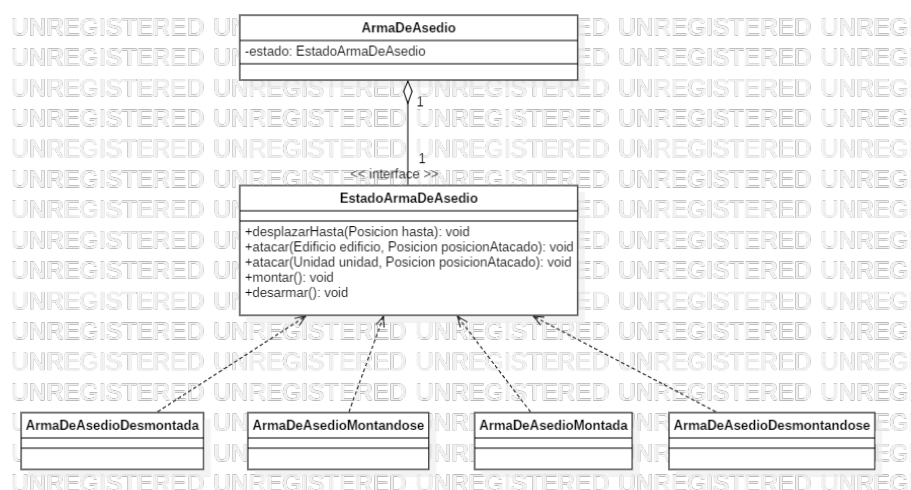 ArmaDeAsedio
-estado: EstadoArmaDeAsedio
1
1
<< interface >>
EstadoArmaDeAsedio
+desplazarHasta(Posicion hasta): void
+atacar(Edificio edificio, Posicion posicionAtacado): void
+atacar(Unidad unidad, Posicion posicionAtacado): void
+montar(): void
+desarmar(): void
ArmaDeAsedioDesmontada
ArmaDeAsedioMontandose
ArmaDeAsedioMontada
ArmaDeAsedioDesmontandose
UNREGISTERED